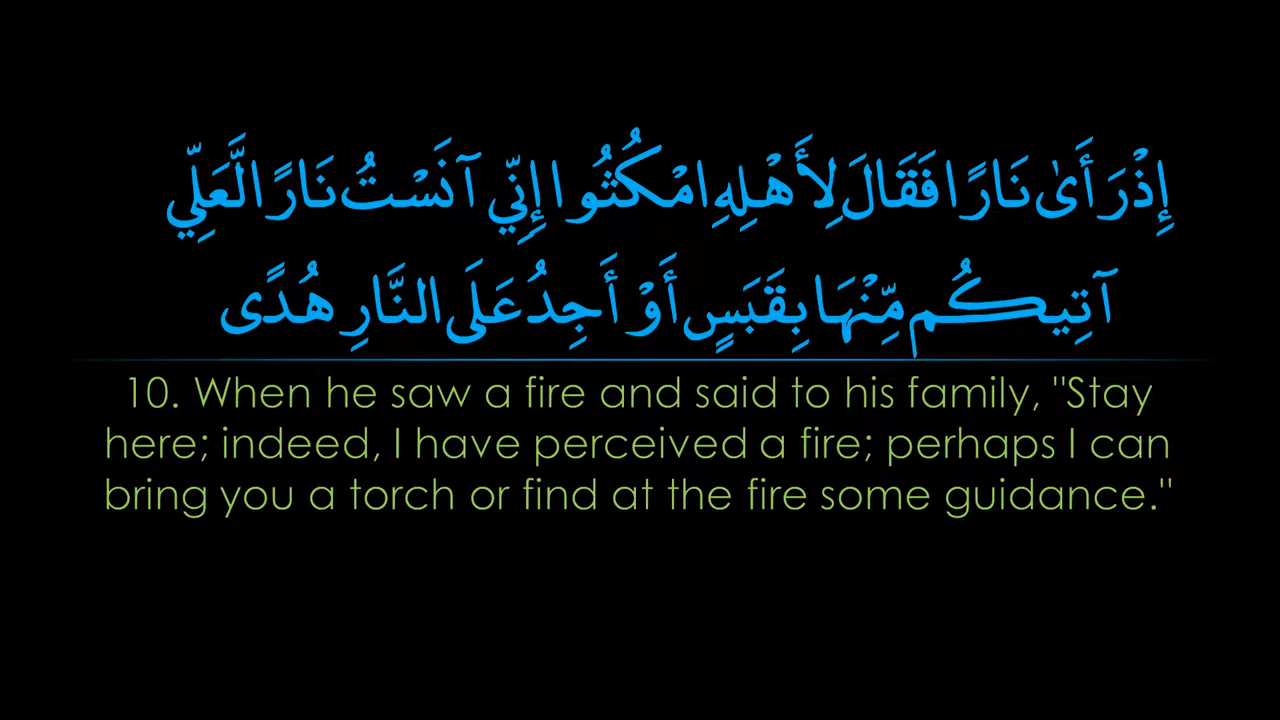 إِذْ رَأَىٰ نَارًا فَقَالَ لِأَهْلِهِ امْكُثُوا إِنِّي آنَسْتُ نَارًا لَّعَلِّي
آتِيكُم مِّنْهَا بِقَبَسٍ أَوْ أَجِدُ عَلَى النَّارِ هُدًى
10. When he saw a fire and said to his family, "Stay
here; indeed, I have perceived a fire; perhaps I can
bring you a torch or find at the fire some guidance."